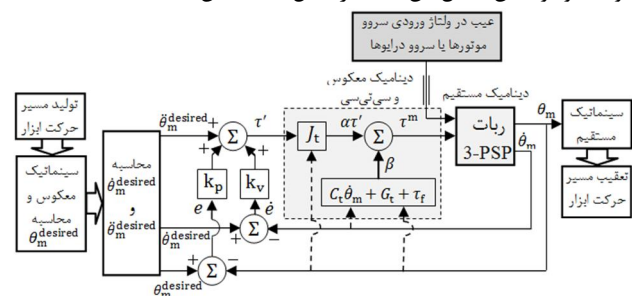 عیب در ولتاژ ورودی سروو
موتورها یا سروو درایوها
دینامیک معکوس
و سی‌تی‌سی
دینامیک مستقیم
تولید مسیر
حرکت ابزار
سینماتیک
معکوس و
محاسبه
θ_m^desired
محاسبه
θ̇_m^desired
و
θ̈_m^desired
θ̈_m^desired
+
Σ
+
+
τ′
J_t
ατ′
Σ
τ^m
β
C_tθ̇_m + G_t + τ_f
ربات
3-PSP
θ_m
θ̇_m
سینماتیک
مستقیم
تعقیب مسیر
حرکت ابزار
k_p
k_v
e
ė
θ̇_m^desired
+
Σ
−
θ_m^desired
+
Σ
−